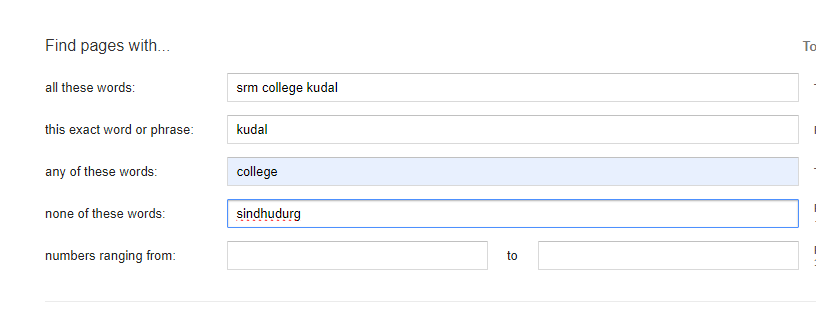 Find pages with...
To
all these words: srm college kudal
this exact word or phrase: kudal
any of these words: college
none of these words: sindhudurg
numbers ranging from: to